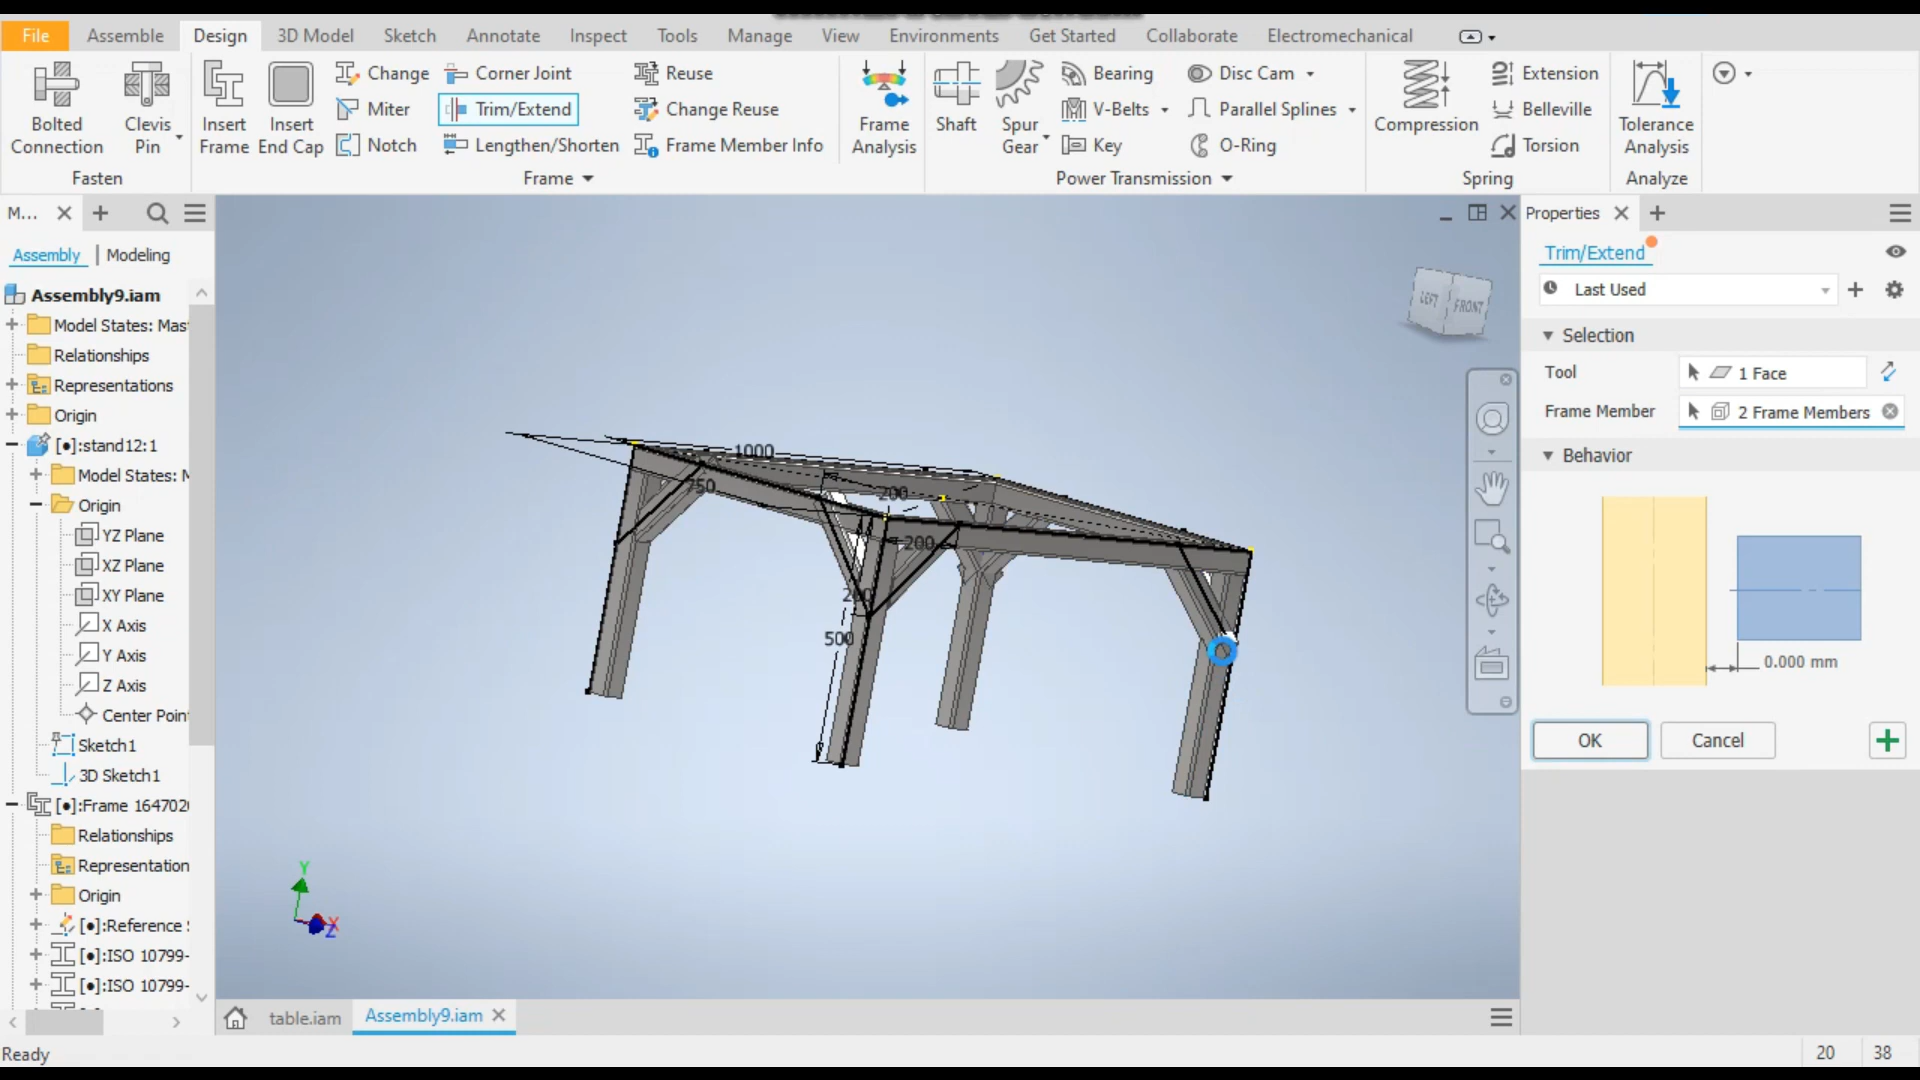 File Assemble Design 3D Model Sketch Annotate Inspect Tools Manage View Environments Get Started Collaborate Electromechanical
Bolted Connection
Clevis Pin
Fasten
Insert Frame
Insert End Cap
Change
Miter
Notch
Corner Joint
Trim/Extend
Lengthen/Shorten
Reuse
Change Reuse
Frame Member Info
Frame
Frame Analysis
Shaft
Spur Gear
Bearing
V-Belts
Key
Disc Cam
Parallel Splines
O-Ring
Power Transmission
Compression
Extension
Belleville
Torsion
Spring
Tolerance Analysis
Analyze
M...
Assembly | Modeling
Assembly9.iam
Model States: Mas
Relationships
Representations
Origin
[•]:stand12:1
Model States: M
Origin
YZ Plane
XZ Plane
XY Plane
X Axis
Y Axis
Z Axis
Center Poin
Sketch1
3D Sketch1
[•]:Frame 164702
Relationships
Representation
Origin
[•]:Reference
[•]:ISO 10799-
[•]:ISO 10799-
1000
750
200
200
500
LEFT FRONT
Y
X
Z
table.iam
Assembly9.iam
Ready
Properties
Trim/Extend
Last Used
Selection
Tool 1 Face
Frame Member 2 Frame Members
Behavior
0.000 mm
OK Cancel
20 38